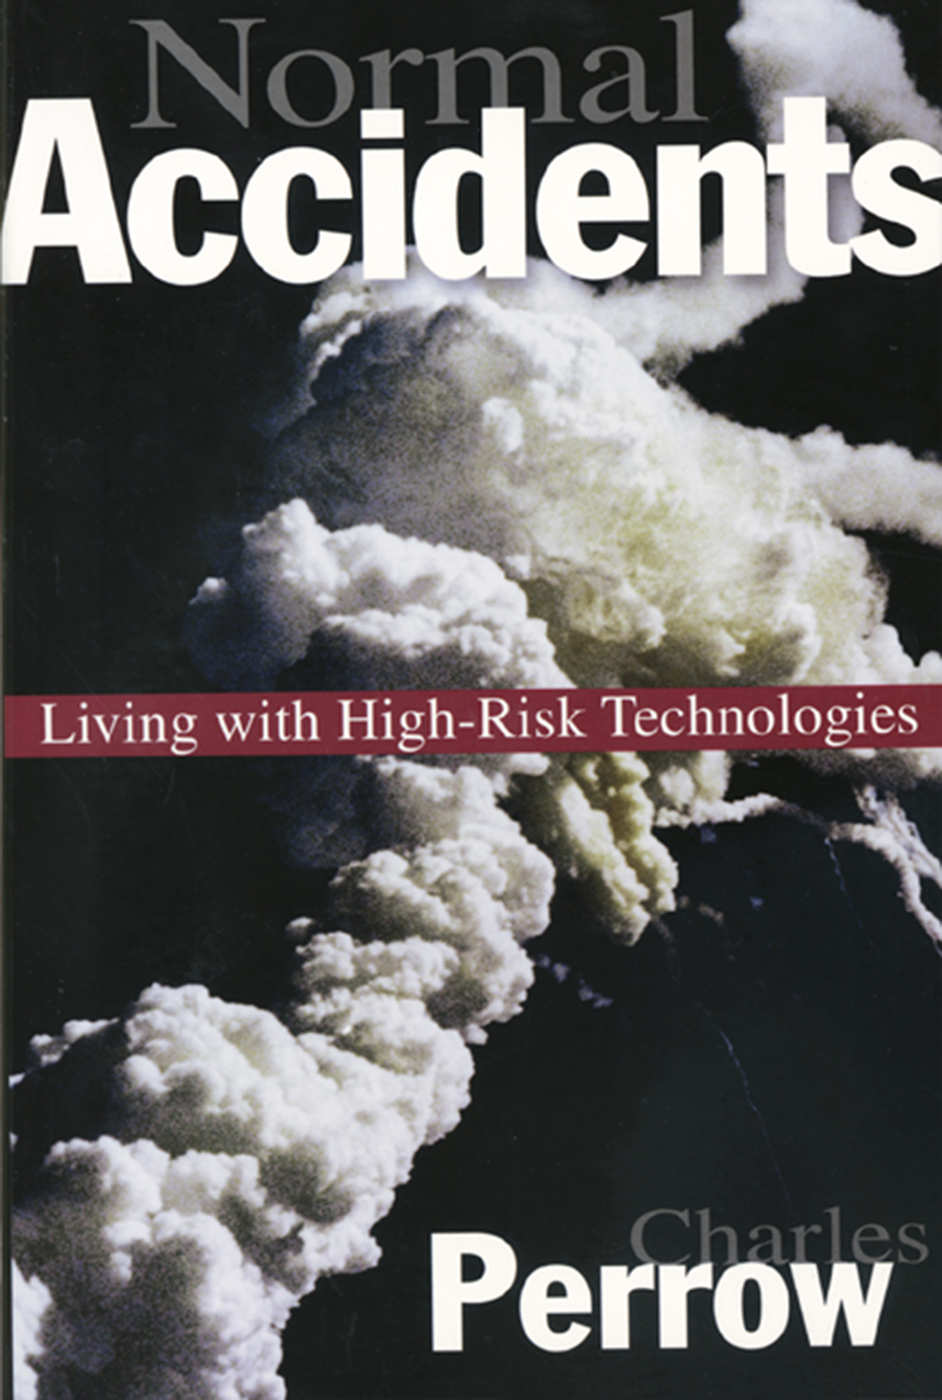 Normal
Accidents
Living with High-Risk Technologies
Charles
Perrow